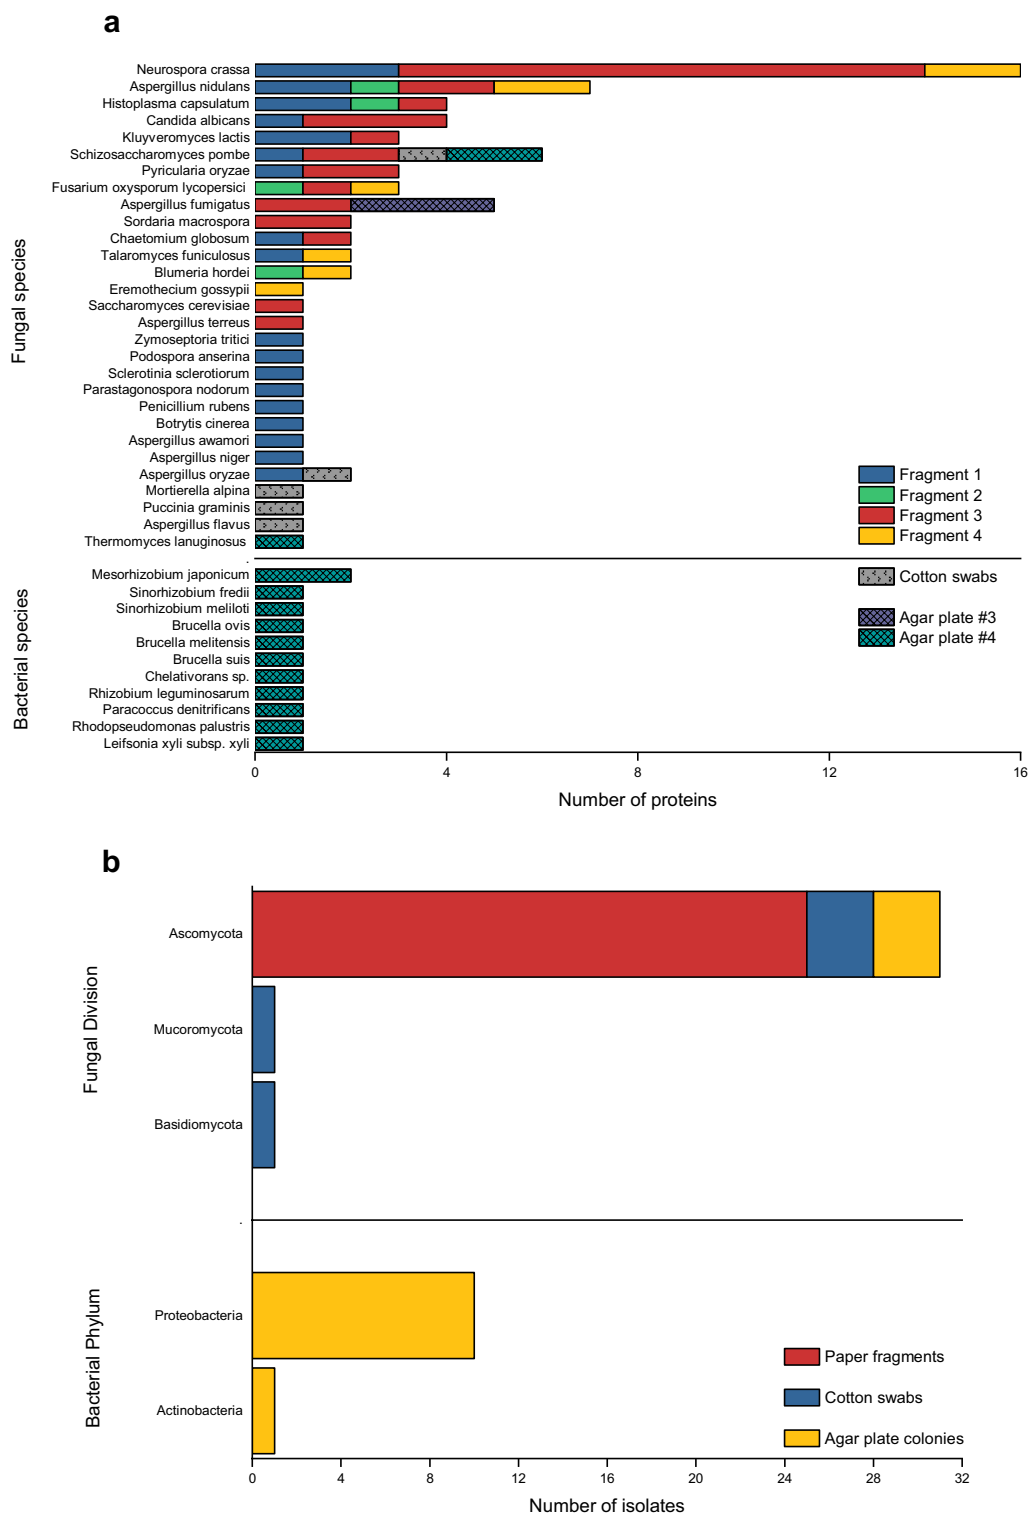 a
Fungal species
Neurospora crassa
Aspergillus nidulans
Histoplasma capsulatum
Candida albicans
Kluyveromyces lactis
Schizosaccharomyces pombe
Pyricularia oryzae
Fusarium oxysporum lycopersici
Aspergillus fumigatus
Sordaria macrospora
Chaetomium globosum
Talaromyces funiculosus
Blumeria hordei
Eremothecium gossypii
Saccharomyces cerevisiae
Aspergillus terreus
Zymoseptoria tritici
Podospora anserina
Sclerotinia sclerotiorum
Parastagonospora nodorum
Penicillium rubens
Botrytis cinerea
Aspergillus awamori
Aspergillus niger
Aspergillus oryzae
Mortierella alpina
Puccinia graminis
Aspergillus flavus
Thermomyces lanuginosus
.
Bacterial species
Mesorhizobium japonicum
Sinorhizobium fredii
Sinorhizobium meliloti
Brucella ovis
Brucella melitensis
Brucella suis
Chelativorans sp.
Rhizobium leguminosarum
Paracoccus denitrificans
Rhodopseudomonas palustris
Leifsonia xyli subsp. xyli
Fragment 1
Fragment 2
Fragment 3
Fragment 4
Cotton swabs
Agar plate #3
Agar plate #4
0 4 8 12 16
Number of proteins
b
Fungal Division
Ascomycota
Mucoromycota
Basidiomycota
.
Bacterial Phylum
Proteobacteria
Actinobacteria
Paper fragments
Cotton swabs
Agar plate colonies
0 4 8 12 16 20 24 28 32
Number of isolates